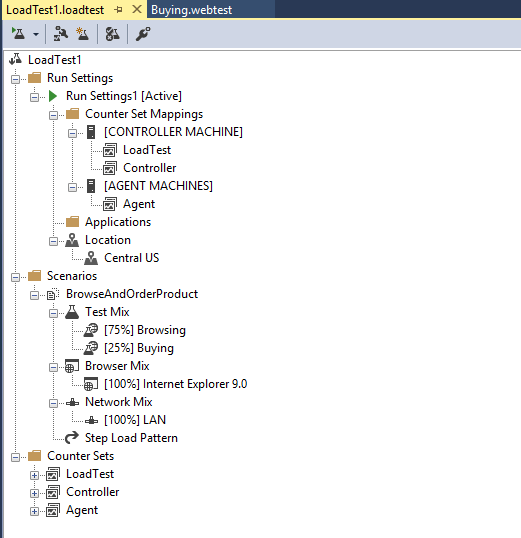 LoadTest1.loadtest
Buying.webtest
LoadTest1
Run Settings
Run Settings1 [Active]
Counter Set Mappings
[CONTROLLER MACHINE]
LoadTest
Controller
[AGENT MACHINES]
Agent
Applications
Location
Central US
Scenarios
BrowseAndOrderProduct
Test Mix
[75%] Browsing
[25%] Buying
Browser Mix
[100%] Internet Explorer 9.0
Network Mix
[100%] LAN
Step Load Pattern
Counter Sets
LoadTest
Controller
Agent